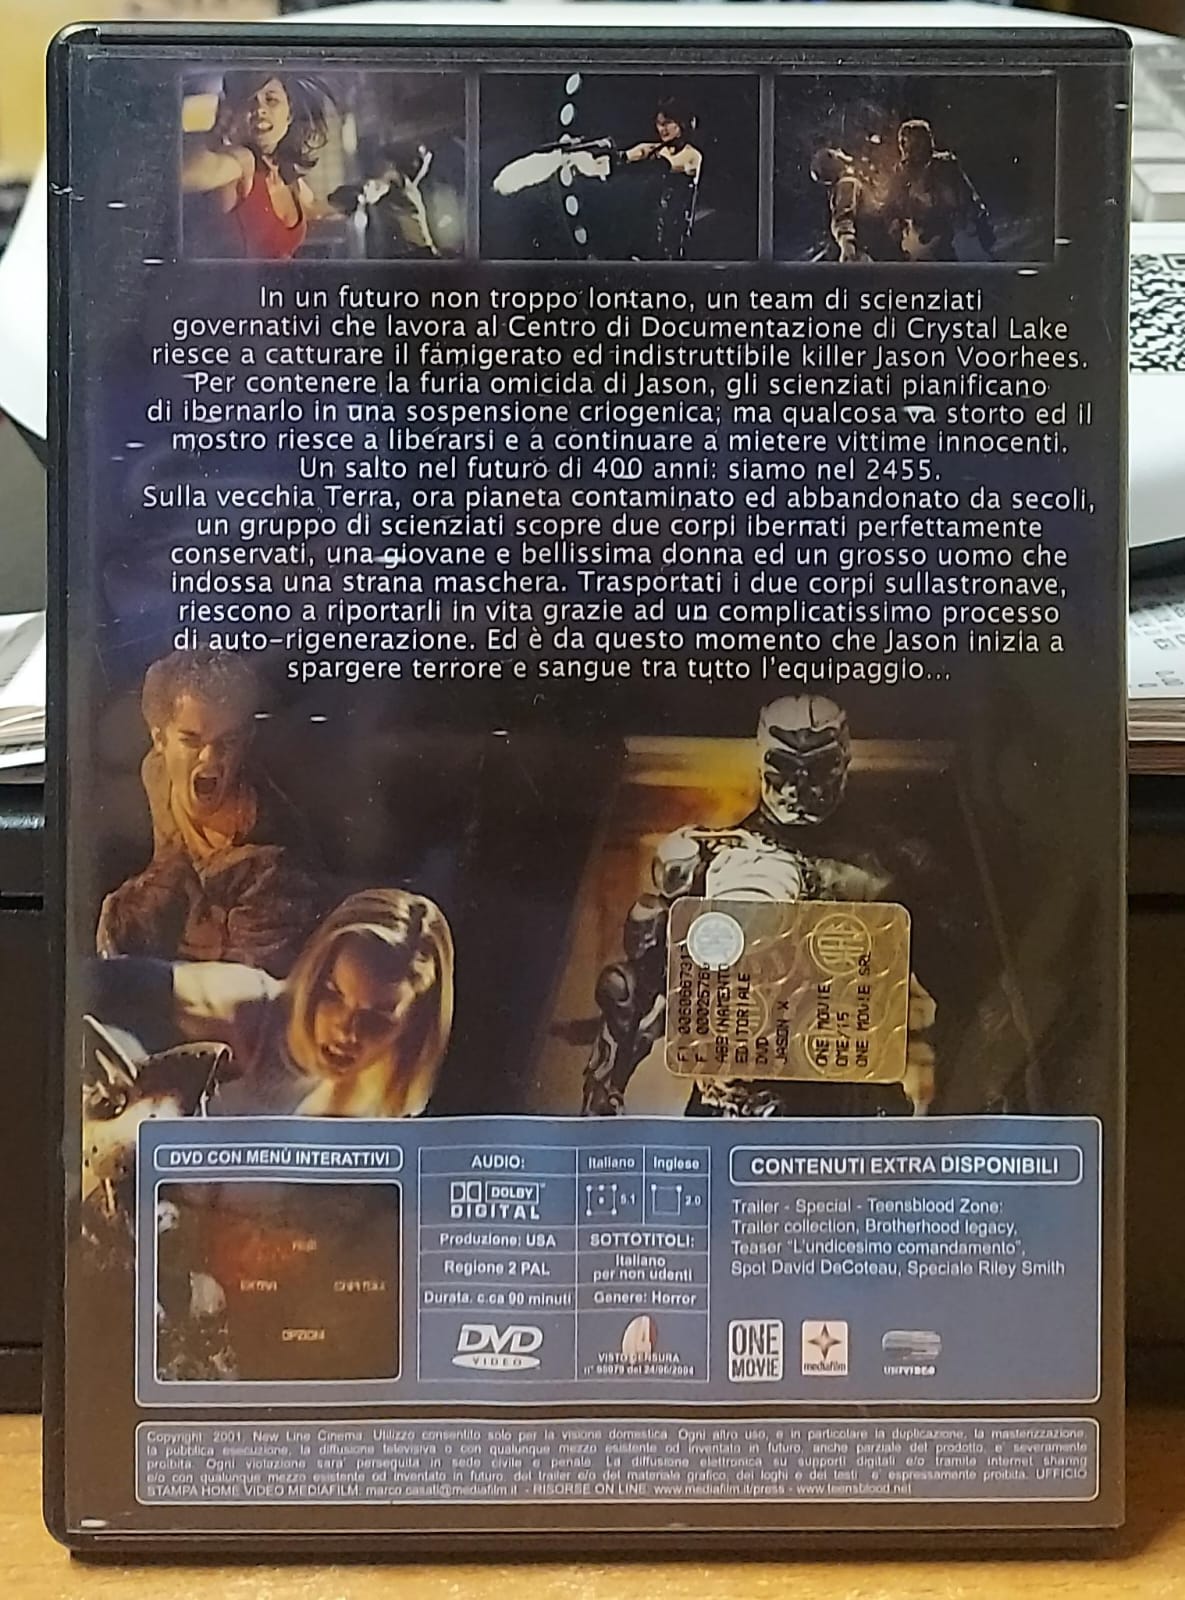 In un futuro non troppo lontano, un team di scienziati
governativi che lavora al Centro di Documentazione di Crystal Lake
riesce a catturare il famigerato ed indistruttibile killer Jason Voorhees.
Per contenere la furia omicida di Jason, gli scienziati pianificano
di ibernarlo in una sospensione criogenica; ma qualcosa va storto ed il
mostro riesce a liberarsi e a continuare a mietere vittime innocenti.
Un salto nel futuro di 400 anni: siamo nel 2455.
Sulla vecchia Terra, ora pianeta contaminato ed abbandonato da secoli,
un gruppo di scienziati scopre due corpi ibernati perfettamente
conservati, una giovane e bellissima donna ed un grosso uomo che
indossa una strana maschera. Trasportati i due corpi sullastronave,
riescono a riportarli in vita grazie ad un complicatissimo processo
di auto-rigenerazione. Ed è da questo momento che Jason inizia a
spargere terrore e sangue tra tutto l'equipaggio...
ABBINAMENTO
EDITORIALE
DVD
JASON X
ONE MOVIE
OME/15
ONE MOVIE SRL
DVD CON MENÙ INTERATTIVI
OPZIONI
AUDIO:
Italiano
Inglese
DOLBY
DIGITAL
5.1
2.0
Produzione: USA
SOTTOTITOLI:
Regione 2 PAL
Italiano
per non udenti
Durata. c.ca 90 minuti
Genere: Horror
DVD
VIDEO
VISTO CENSURA
CONTENUTI EXTRA DISPONIBILI
Trailer - Special - Teensblood Zone:
Trailer collection, Brotherhood legacy,
Teaser "L'undicesimo comandamento",
Spot David DeCoteau, Speciale Riley Smith
ONE
MOVIE
mediafilm
UNIVIDEO
Copyright: 2001, New Line Cinema. Utilizzo consentito solo per la visione domestica. Ogni altro uso, e in particolare la duplicazione, la masterizzazione,
la pubblica esecuzione, la diffusione televisiva o con qualunque mezzo esistente od inventato in futuro, anche parziale del prodotto, e' severamente
proibita. Ogni violazione sara' perseguita in sede civile e penale. La diffusione elettronica su supporti digitali e/o tramite internet sharing
e/o con qualunque mezzo esistente od inventato in futuro, del trailer e/o del materiale grafico, dei loghi e dei testi, e' espressamente proibita. UFFICIO
STAMPA HOME VIDEO MEDIAFILM: marco.casati@mediafilm.it - RISORSE ON LINE: www.mediafilm.it/press - www.teensblood.net